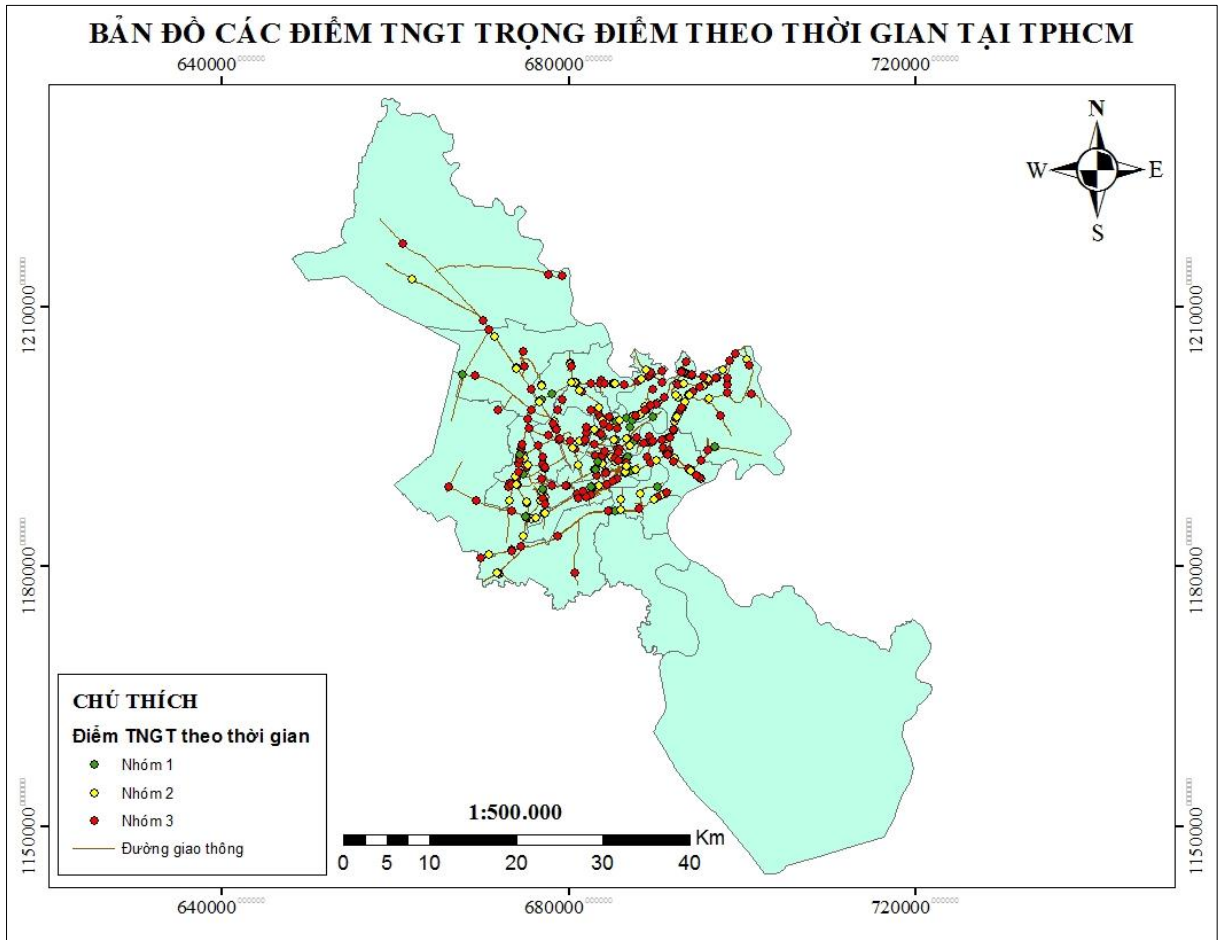 BẢN ĐỒ CÁC ĐIỂM TNGT TRỌNG ĐIỂM THEO THỜI GIAN TẠI TPHCM
640000 680000 720000
N
W E
S
1210000 1210000
1180000 1180000
1150000 1150000
CHÚ THÍCH
Điểm TNGT theo thời gian
Nhóm 1
Nhóm 2
Nhóm 3
Đường giao thông
1:500.000
Km
0 5 10 20 30 40
640000 680000 720000